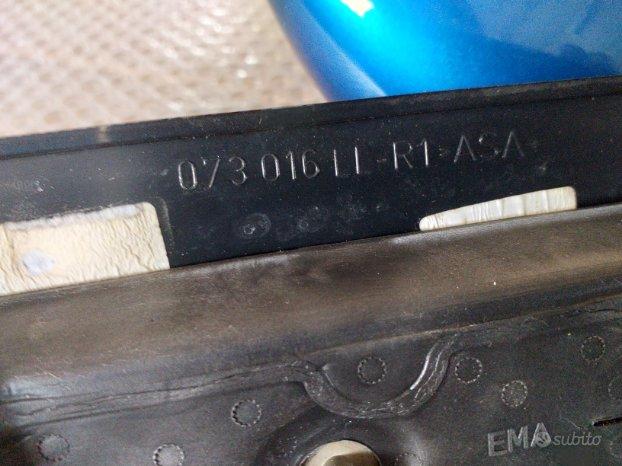 073 016 LL-R1 >ASA<
EMA
subito